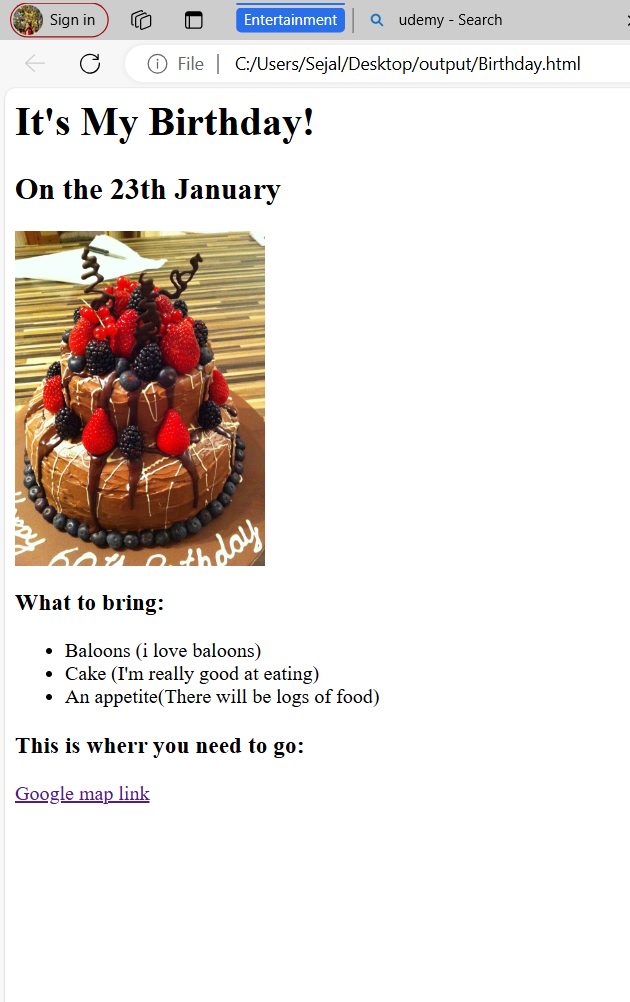 Sign in
Entertainment
udemy - Search
File
C:/Users/Sejal/Desktop/output/Birthday.html
It's My Birthday!
On the 23th January
60th Birthday
What to bring:
Baloons (i love baloons)
Cake (I'm really good at eating)
An appetite(There will be logs of food)
This is wherr you need to go:
Google map link